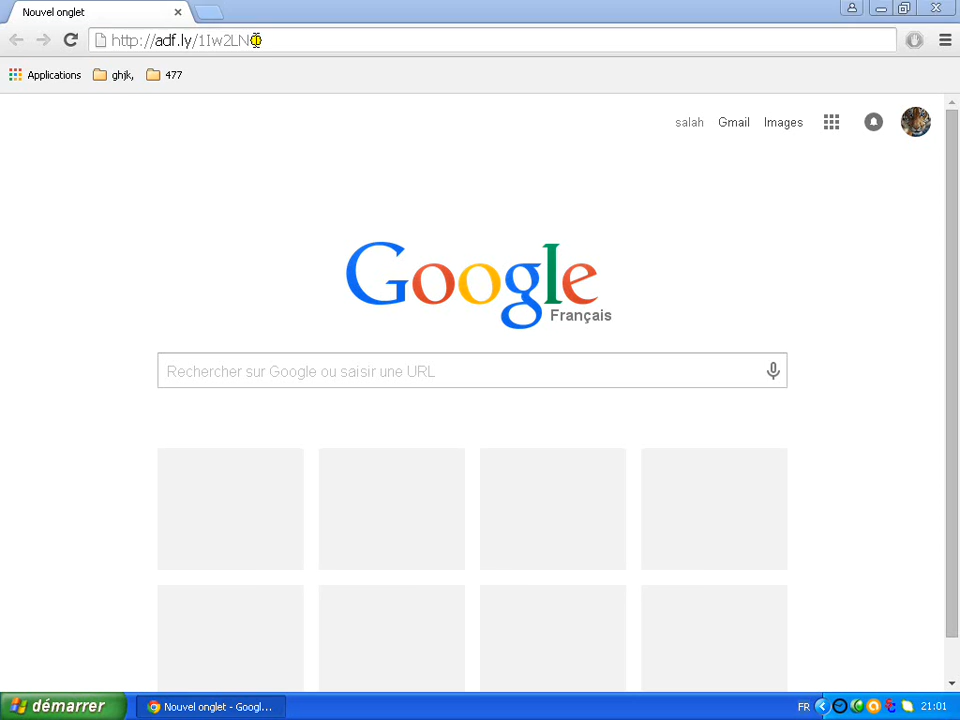 Nouvel onglet
http://adf.ly/1Iw2LN
Applications
ghjk,
477
salah
Gmail
Images
Google
Français
Rechercher sur Google ou saisir une URL
démarrer
Nouvel onglet - Googl...
FR
21:01